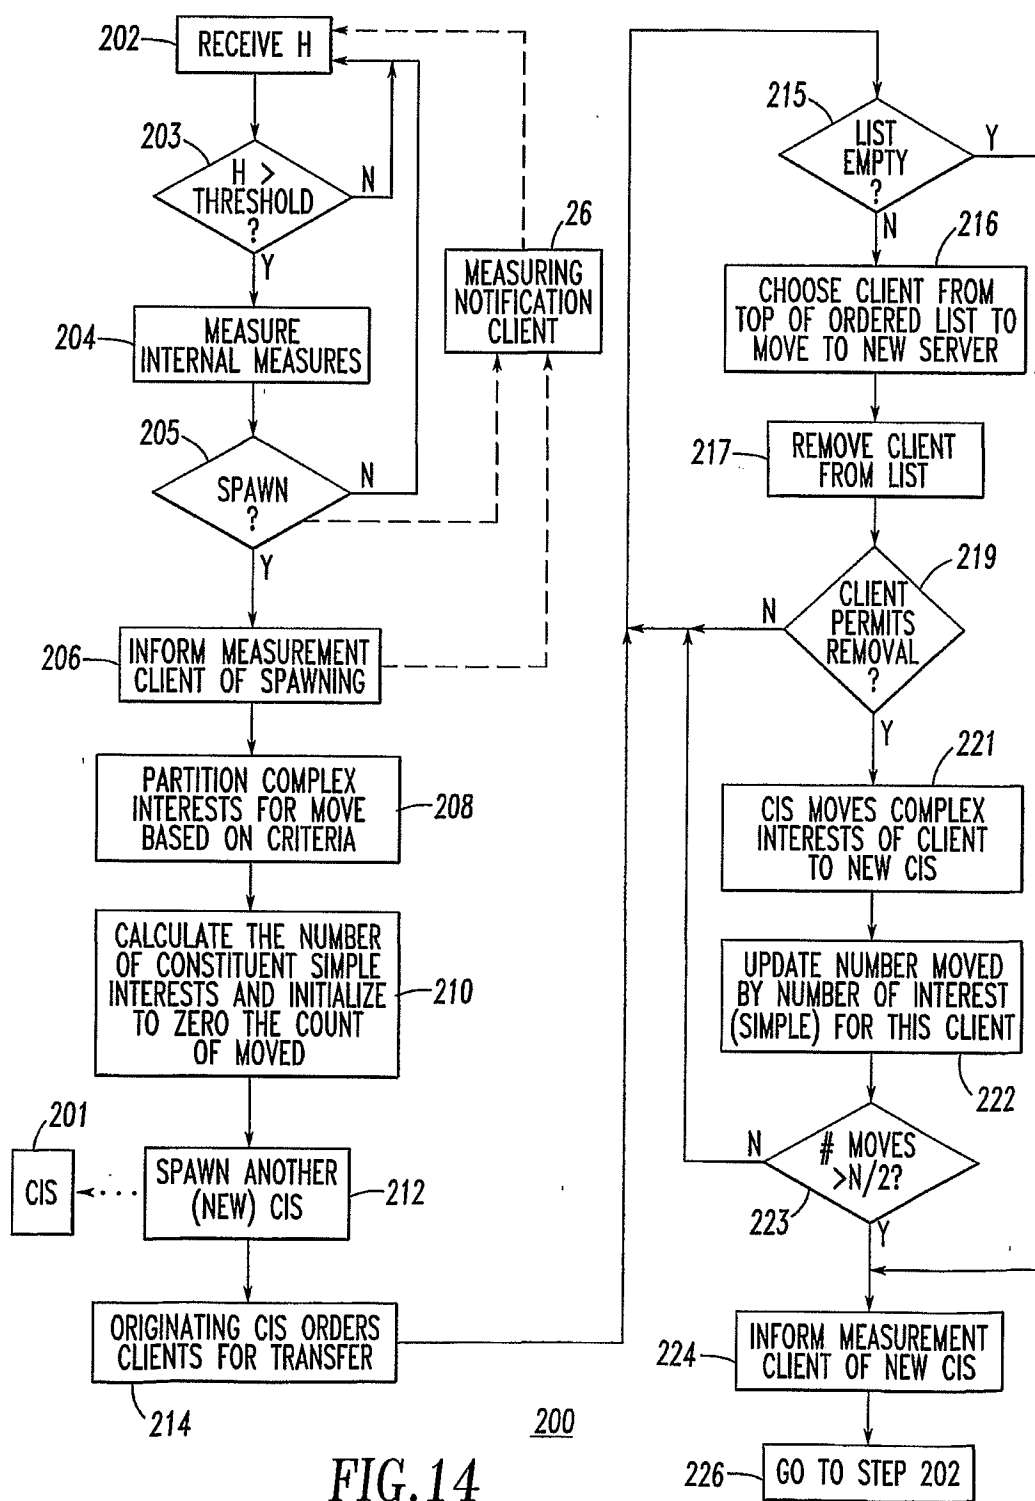 202
RECEIVE H
203
H >
THRESHOLD
?
N
Y
204
MEASURE
INTERNAL MEASURES
26
MEASURING
NOTIFICATION
CLIENT
205
SPAWN
?
N
Y
206
INFORM MEASUREMENT
CLIENT OF SPAWNING
PARTITION COMPLEX
INTERESTS FOR MOVE
BASED ON CRITERIA
208
CALCULATE THE NUMBER
OF CONSTITUENT SIMPLE
INTERESTS AND INITIALIZE
TO ZERO THE COUNT
OF MOVED
210
201
CIS
SPAWN ANOTHER
(NEW) CIS
212
ORIGINATING CIS ORDERS
CLIENTS FOR TRANSFER
214
215
LIST
EMPTY
?
Y
N
216
CHOOSE CLIENT FROM
TOP OF ORDERED LIST TO
MOVE TO NEW SERVER
217
REMOVE CLIENT
FROM LIST
219
CLIENT
PERMITS
REMOVAL
?
N
Y
221
CIS MOVES COMPLEX
INTERESTS OF CLIENT
TO NEW CIS
UPDATE NUMBER MOVED
BY NUMBER OF INTEREST
(SIMPLE) FOR THIS CLIENT
222
# MOVES
>N/2?
N
223
Y
224
INFORM MEASUREMENT
CLIENT OF NEW CIS
226
GO TO STEP 202
200
FIG.14